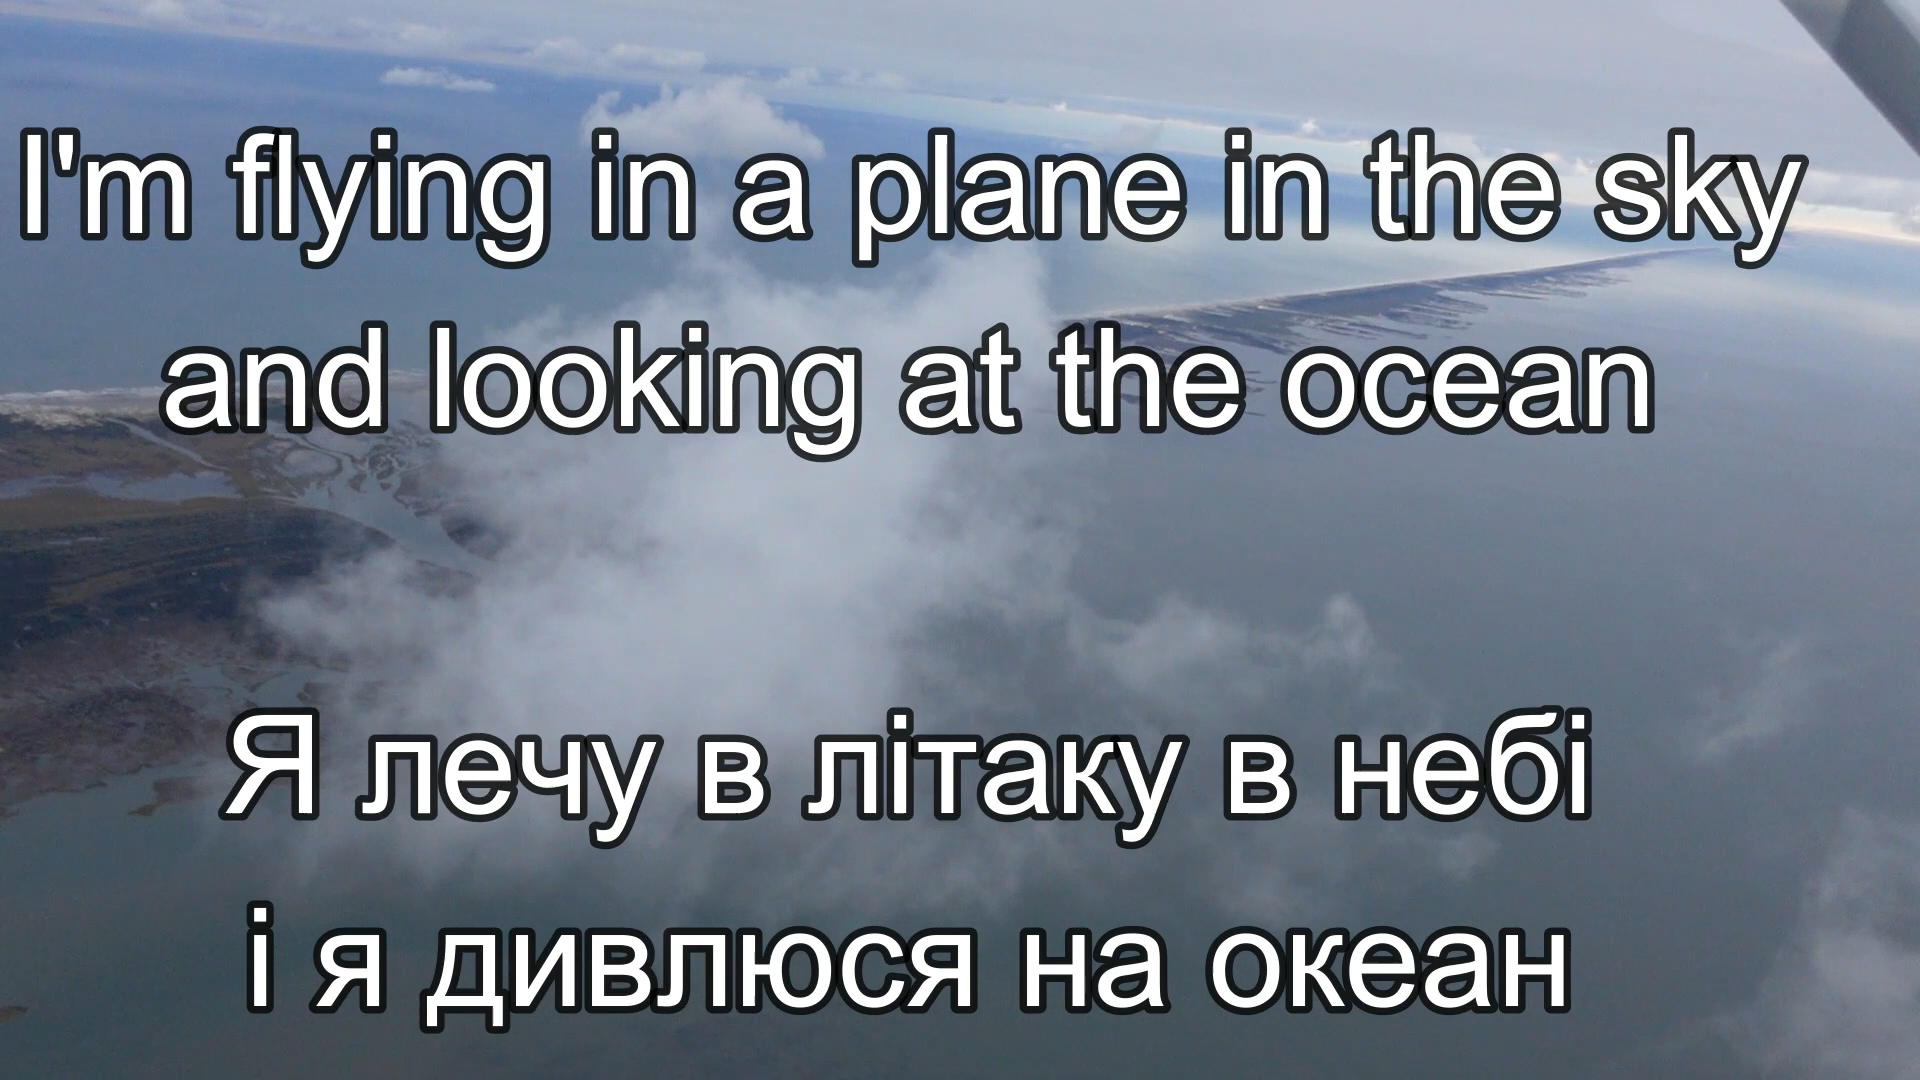 I'm flying in a plane in the sky
and looking at the ocean
Я лечу в літаку в небі
і я дивлюся на океан